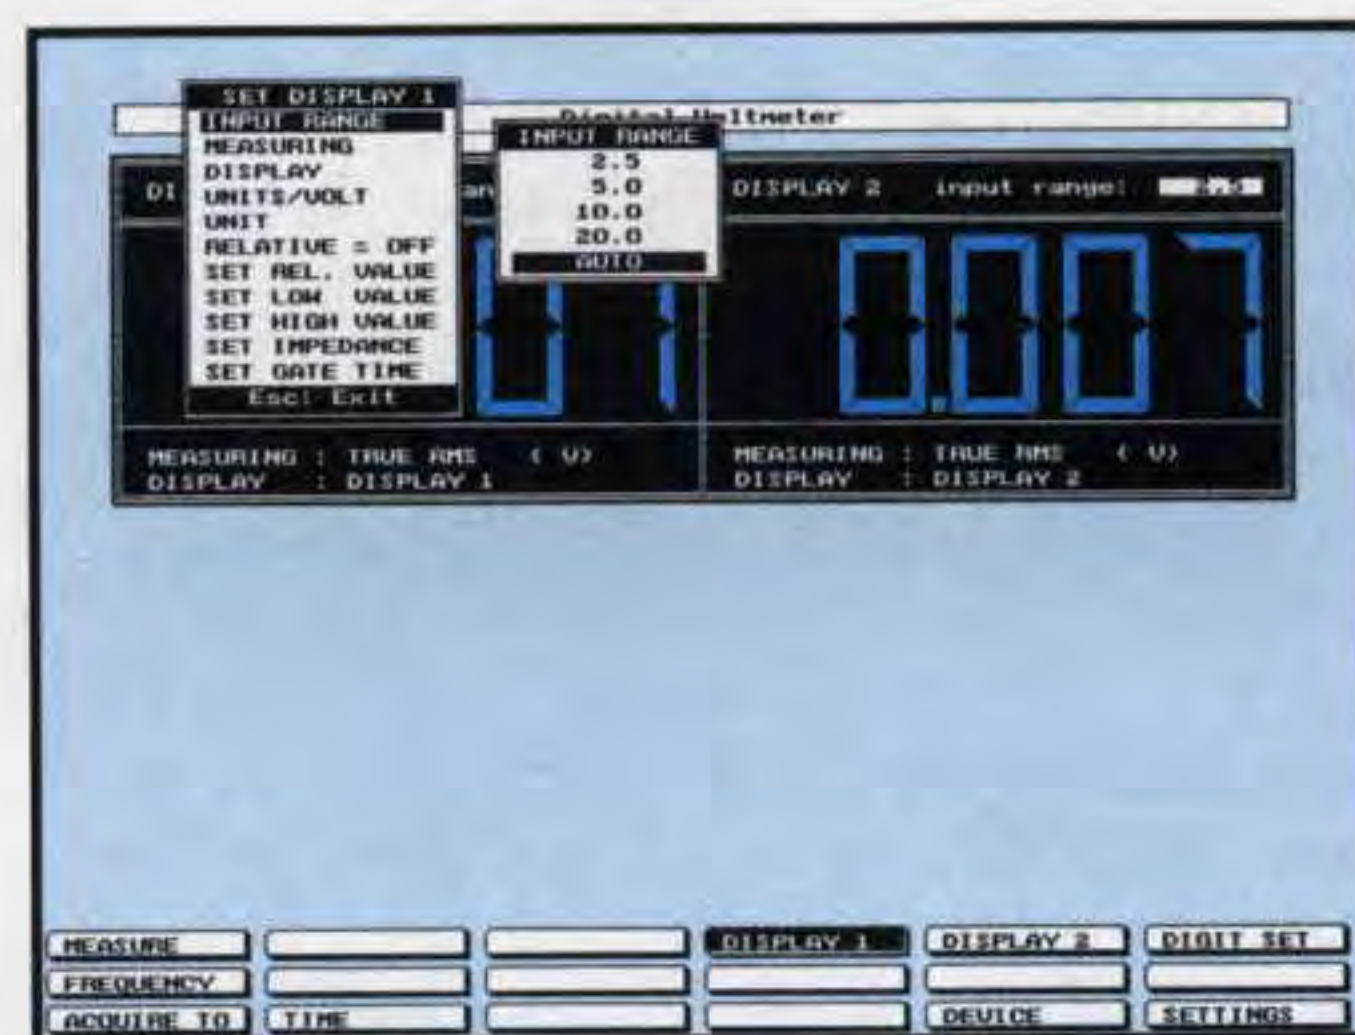 SET DISPLAY 1
INPUT RANGE
MEASURING
DISPLAY
UNITS/VOLT
UNIT
RELATIVE = OFF
SET REL. VALUE
SET LOW VALUE
SET HIGH VALUE
SET IMPEDANCE
SET GATE TIME
Esc: Exit
Digital Voltmeter
INPUT RANGE
2.5
5.0
10.0
20.0
AUTO
DISPLAY 2 input range:
0.007
MEASURING : TRUE RMS ( V)
DISPLAY : DISPLAY 1
MEASURING : TRUE RMS ( V)
DISPLAY : DISPLAY 2
MEASURE DISPLAY 1 DISPLAY 2 DIGIT SET
FREQUENCY
ACQUIRE TO TIME DEVICE SETTINGS